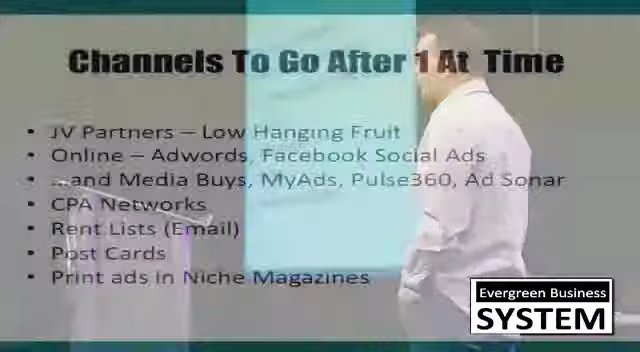 Channels To Go After 1 At Time
• JV Partners – Low Hanging Fruit
• Online – Adwords, Facebook Social Ads
• ...and Media Buys, MyAds, Pulse360, Ad Sonar
• CPA Networks
• Rent Lists (Email)
• Post Cards
• Print ads in Niche Magazines
Evergreen Business
SYSTEM